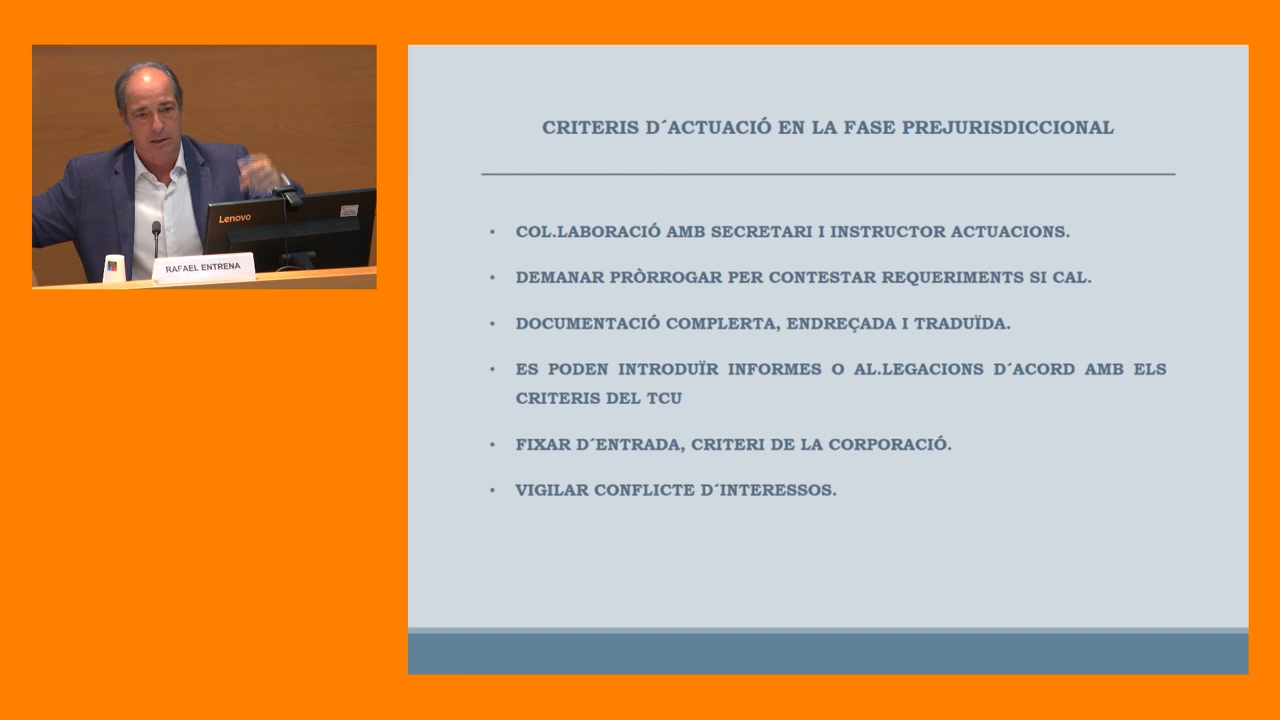 Lenovo
RAFAEL ENTRENA
CRITERIS D´ACTUACIÓ EN LA FASE PREJURISDICCIONAL
• COL.LABORACIÓ AMB SECRETARI I INSTRUCTOR ACTUACIONS.
• DEMANAR PRÒRROGAR PER CONTESTAR REQUERIMENTS SI CAL.
• DOCUMENTACIÓ COMPLERTA, ENDREÇADA I TRADUÏDA.
• ES PODEN INTRODUÏR INFORMES O AL.LEGACIONS D´ACORD AMB ELS
CRITERIS DEL TCU
• FIXAR D´ENTRADA, CRITERI DE LA CORPORACIÓ.
• VIGILAR CONFLICTE D´INTERESSOS.